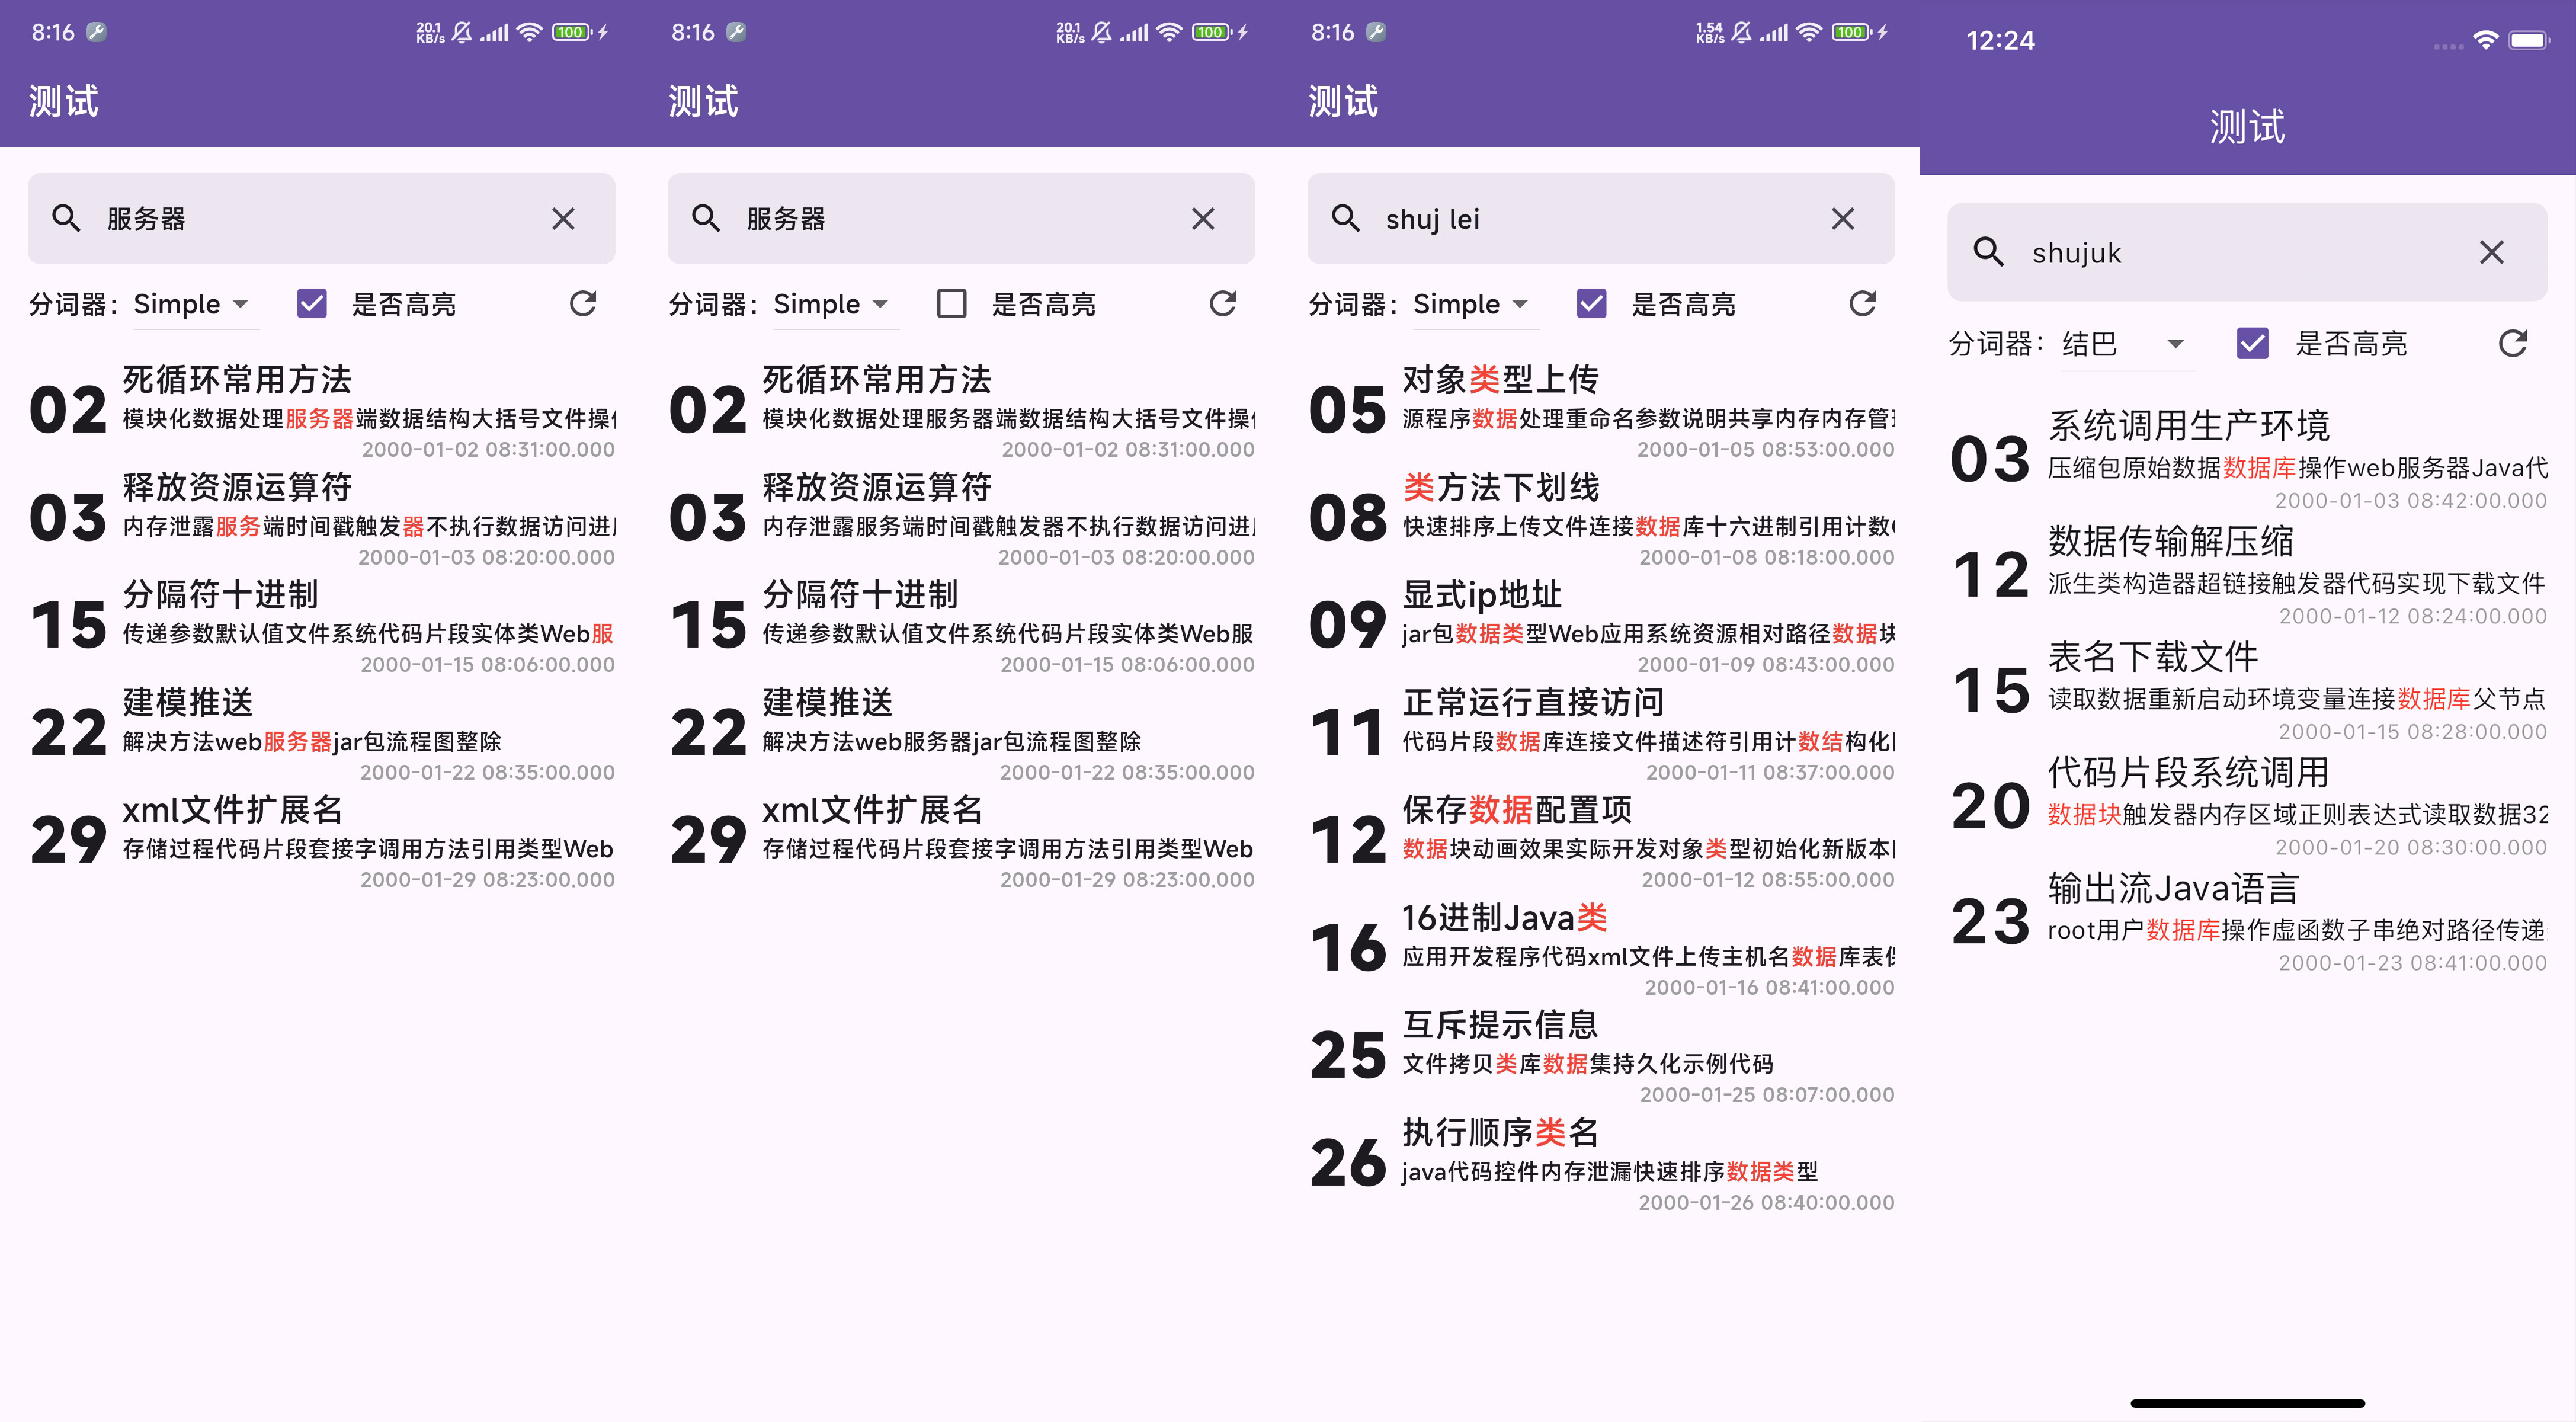 8:16 20.1 KB/s 100
测试
服务器
分词器: Simple 是否高亮
02 死循环常用方法
模块化数据处理服务器端数据结构大括号文件操
2000-01-02 08:31:00.000
03 释放资源运算符
内存泄露服务端时间戳触发器不执行数据访问进
2000-01-03 08:20:00.000
15 分隔符十进制
传递参数默认值文件系统代码片段实体类Web服
2000-01-15 08:06:00.000
22 建模推送
解决方法web服务器jar包流程图整除
2000-01-22 08:35:00.000
29 xml文件扩展名
存储过程代码片段套接字调用方法引用类型Web
2000-01-29 08:23:00.000
8:16 20.1 KB/s 100
测试
服务器
分词器: Simple 是否高亮
02 死循环常用方法
模块化数据处理服务器端数据结构大括号文件操
2000-01-02 08:31:00.000
03 释放资源运算符
内存泄露服务端时间戳触发器不执行数据访问进
2000-01-03 08:20:00.000
15 分隔符十进制
传递参数默认值文件系统代码片段实体类Web服
2000-01-15 08:06:00.000
22 建模推送
解决方法web服务器jar包流程图整除
2000-01-22 08:35:00.000
29 xml文件扩展名
存储过程代码片段套接字调用方法引用类型Web
2000-01-29 08:23:00.000
8:16 1.54 KB/s 100
测试
shuj lei
分词器: Simple 是否高亮
05 对象类型上传
源程序数据处理重命名参数说明共享内存内存管
2000-01-05 08:53:00.000
08 类方法下划线
快速排序上传文件连接数据库十六进制引用计数
2000-01-08 08:18:00.000
09 显式ip地址
jar包数据类型Web应用系统资源相对路径数据块
2000-01-09 08:43:00.000
11 正常运行直接访问
代码片段数据库连接文件描述符引用计数结构化
2000-01-11 08:37:00.000
12 保存数据配置项
数据块动画效果实际开发对象类型初始化新版本
2000-01-12 08:55:00.000
16 16进制Java类
应用开发程序代码xml文件上传主机名数据库表
2000-01-16 08:41:00.000
25 互斥提示信息
文件拷贝类库数据集持久化示例代码
2000-01-25 08:07:00.000
26 执行顺序类名
java代码控件内存泄漏快速排序数据类型
2000-01-26 08:40:00.000
12:24
测试
shujuk
分词器: 结巴 是否高亮
03 系统调用生产环境
压缩包原始数据数据库操作web服务器Java代
2000-01-03 08:42:00.000
12 数据传输解压缩
派生类构造器超链接触发器代码实现下载文件
2000-01-12 08:24:00.000
15 表名下载文件
读取数据重新启动环境变量连接数据库父节点
2000-01-15 08:28:00.000
20 代码片段系统调用
数据块触发器内存区域正则表达式读取数据32
2000-01-20 08:30:00.000
23 输出流Java语言
root用户数据库操作虚函数子串绝对路径传递
2000-01-23 08:41:00.000